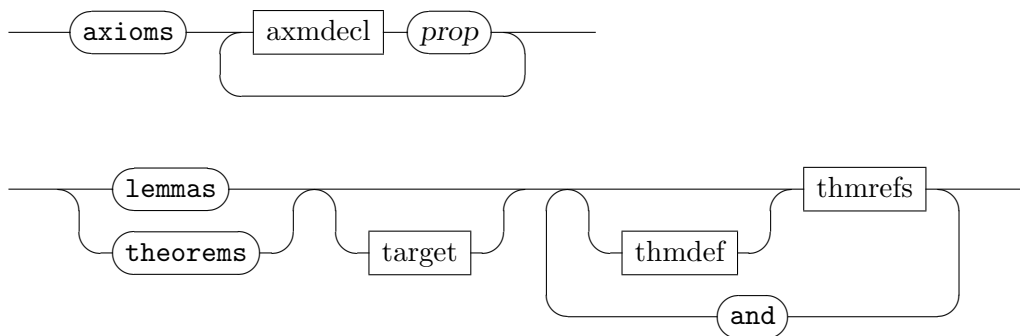 axioms axmdecl prop
lemmas thmrefs
theorems target thmdef
and